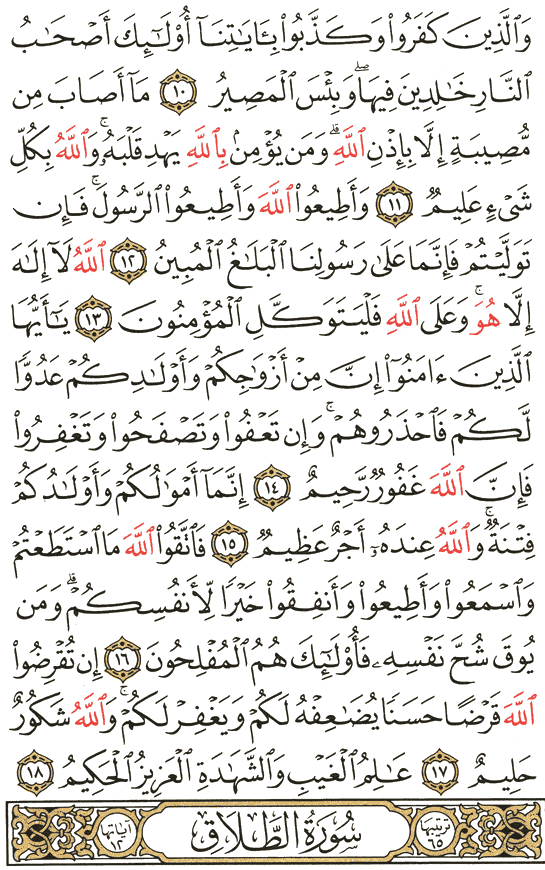 وَٱلَّذِينَ كَفَرُواْ وَكَذَّبُواْ بِـَٔايَٰتِنَآ أُوْلَٰٓئِكَ أَصْحَٰبُ
ٱلنَّارِ خَٰلِدِينَ فِيهَاۖ وَبِئْسَ ٱلْمَصِيرُ ١٠ مَآ أَصَابَ مِن
مُّصِيبَةٍ إِلَّا بِإِذْنِ ٱللَّهِۗ وَمَن يُؤْمِنۢ بِٱللَّهِ يَهْدِ قَلْبَهُۥۚ وَٱللَّهُ بِكُلِّ
شَىْءٍ عَلِيمٌ ١١ وَأَطِيعُواْ ٱللَّهَ وَأَطِيعُواْ ٱلرَّسُولَۚ فَإِن
تَوَلَّيْتُمْ فَإِنَّمَا عَلَىٰ رَسُولِنَا ٱلْبَلَٰغُ ٱلْمُبِينُ ١٢ ٱللَّهُ لَآ إِلَٰهَ
إِلَّا هُوَۚ وَعَلَى ٱللَّهِ فَلْيَتَوَكَّلِ ٱلْمُؤْمِنُونَ ١٣ يَٰٓأَيُّهَا
ٱلَّذِينَ ءَامَنُوٓاْ إِنَّ مِنْ أَزْوَٰجِكُمْ وَأَوْلَٰدِكُمْ عَدُوًّا
لَّكُمْ فَٱحْذَرُوهُمْۚ وَإِن تَعْفُواْ وَتَصْفَحُواْ وَتَغْفِرُواْ
فَإِنَّ ٱللَّهَ غَفُورٌ رَّحِيمٌ ١٤ إِنَّمَآ أَمْوَٰلُكُمْ وَأَوْلَٰدُكُمْ
فِتْنَةٌۚ وَٱللَّهُ عِندَهُۥٓ أَجْرٌ عَظِيمٌ ١٥ فَٱتَّقُواْ ٱللَّهَ مَا ٱسْتَطَعْتُمْ
وَٱسْمَعُواْ وَأَطِيعُواْ وَأَنفِقُواْ خَيْرًا لِّأَنفُسِكُمْۗ وَمَن
يُوقَ شُحَّ نَفْسِهِۦ فَأُوْلَٰٓئِكَ هُمُ ٱلْمُفْلِحُونَ ١٦ إِن تُقْرِضُواْ
ٱللَّهَ قَرْضًا حَسَنًا يُضَٰعِفْهُ لَكُمْ وَيَغْفِرْ لَكُمْۚ وَٱللَّهُ شَكُورٌ
حَلِيمٌ ١٧ عَٰلِمُ ٱلْغَيْبِ وَٱلشَّهَٰدَةِ ٱلْعَزِيزُ ٱلْحَكِيمُ ١٨
ترتيبها ٦٥ سُورَةُ الطَّلَاقِ آياتها ١٢